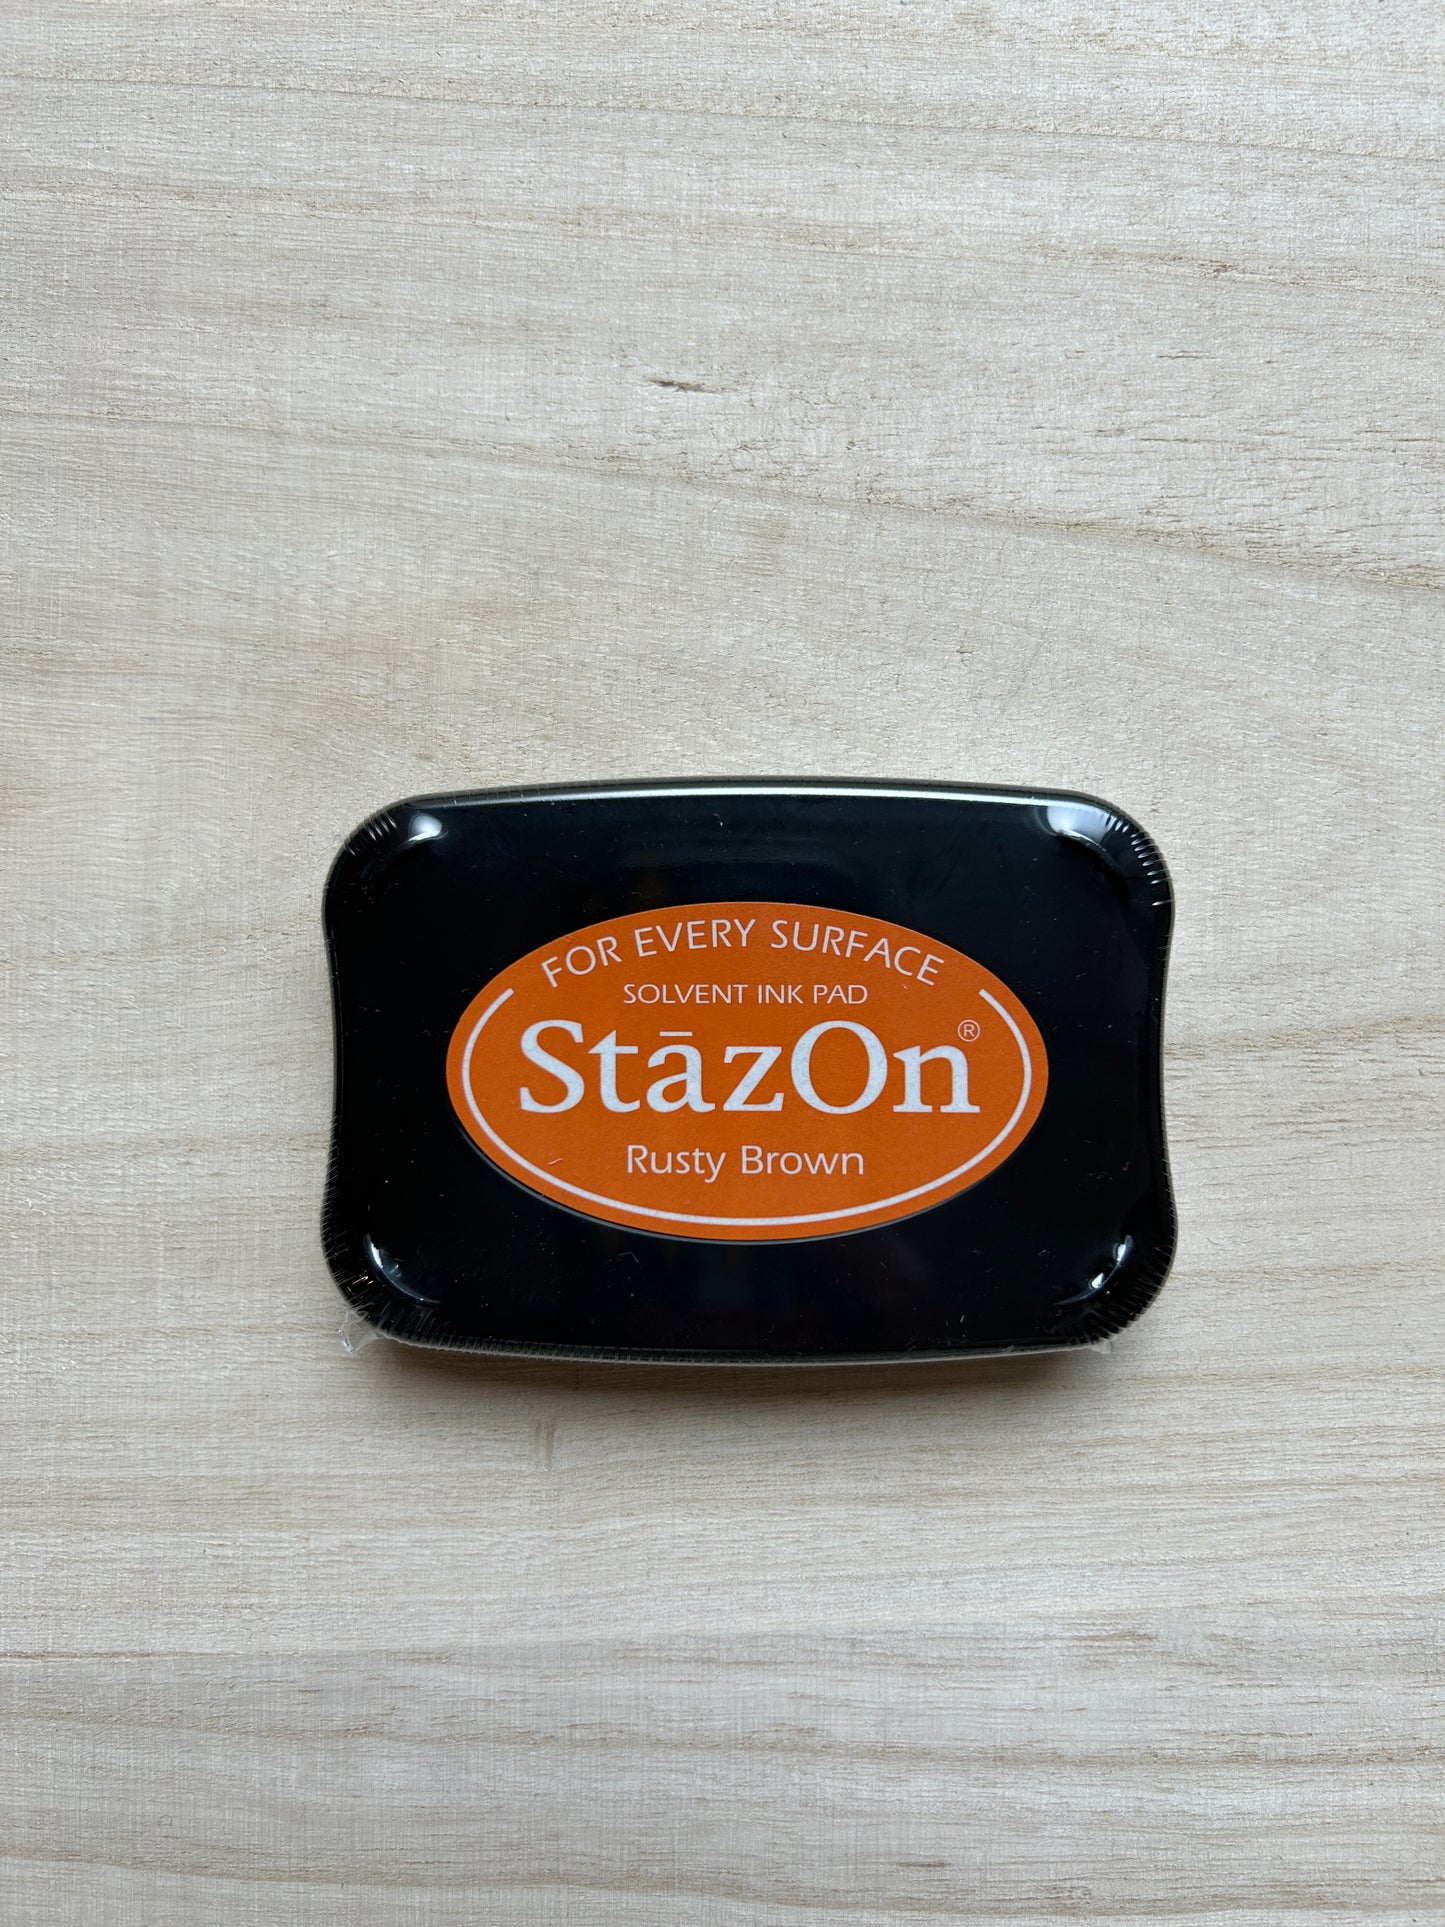 FOR EVERY SURFACE
SOLVENT INK PAD
StāzOn®
Rusty Brown